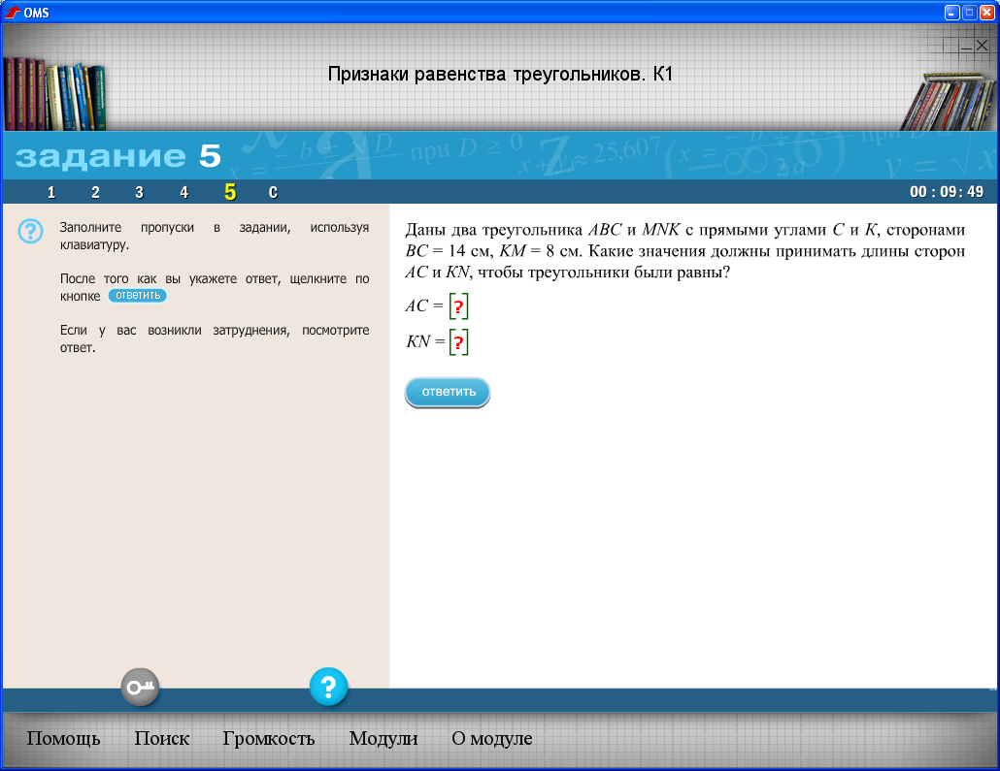 OMS
Признаки равенства треугольников. К1
задание 5
при D ≥ 0
1 2 3 4 5 С
00 : 09 : 49
Заполните пропуски в задании, используя
клавиатуру.
После того как вы укажете ответ, щелкните по
кнопке ответить
Если у вас возникли затруднения, посмотрите
ответ.
Даны два треугольника ABC и MNK с прямыми углами C и K, сторонами
BC = 14 см, KM = 8 см. Какие значения должны принимать длины сторон
AC и KN, чтобы треугольники были равны?
AC = [?]
KN = [?]
ответить
Помощь Поиск Громкость Модули О модуле